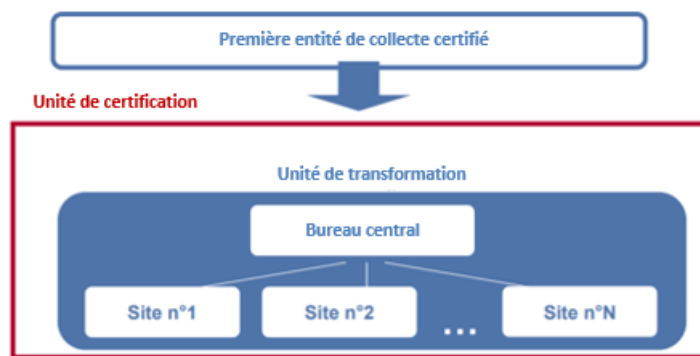 Première entité de collecte certifié
Unité de certification
Unité de transformation
Bureau central
Site n°1
Site n°2
...
Site n°N